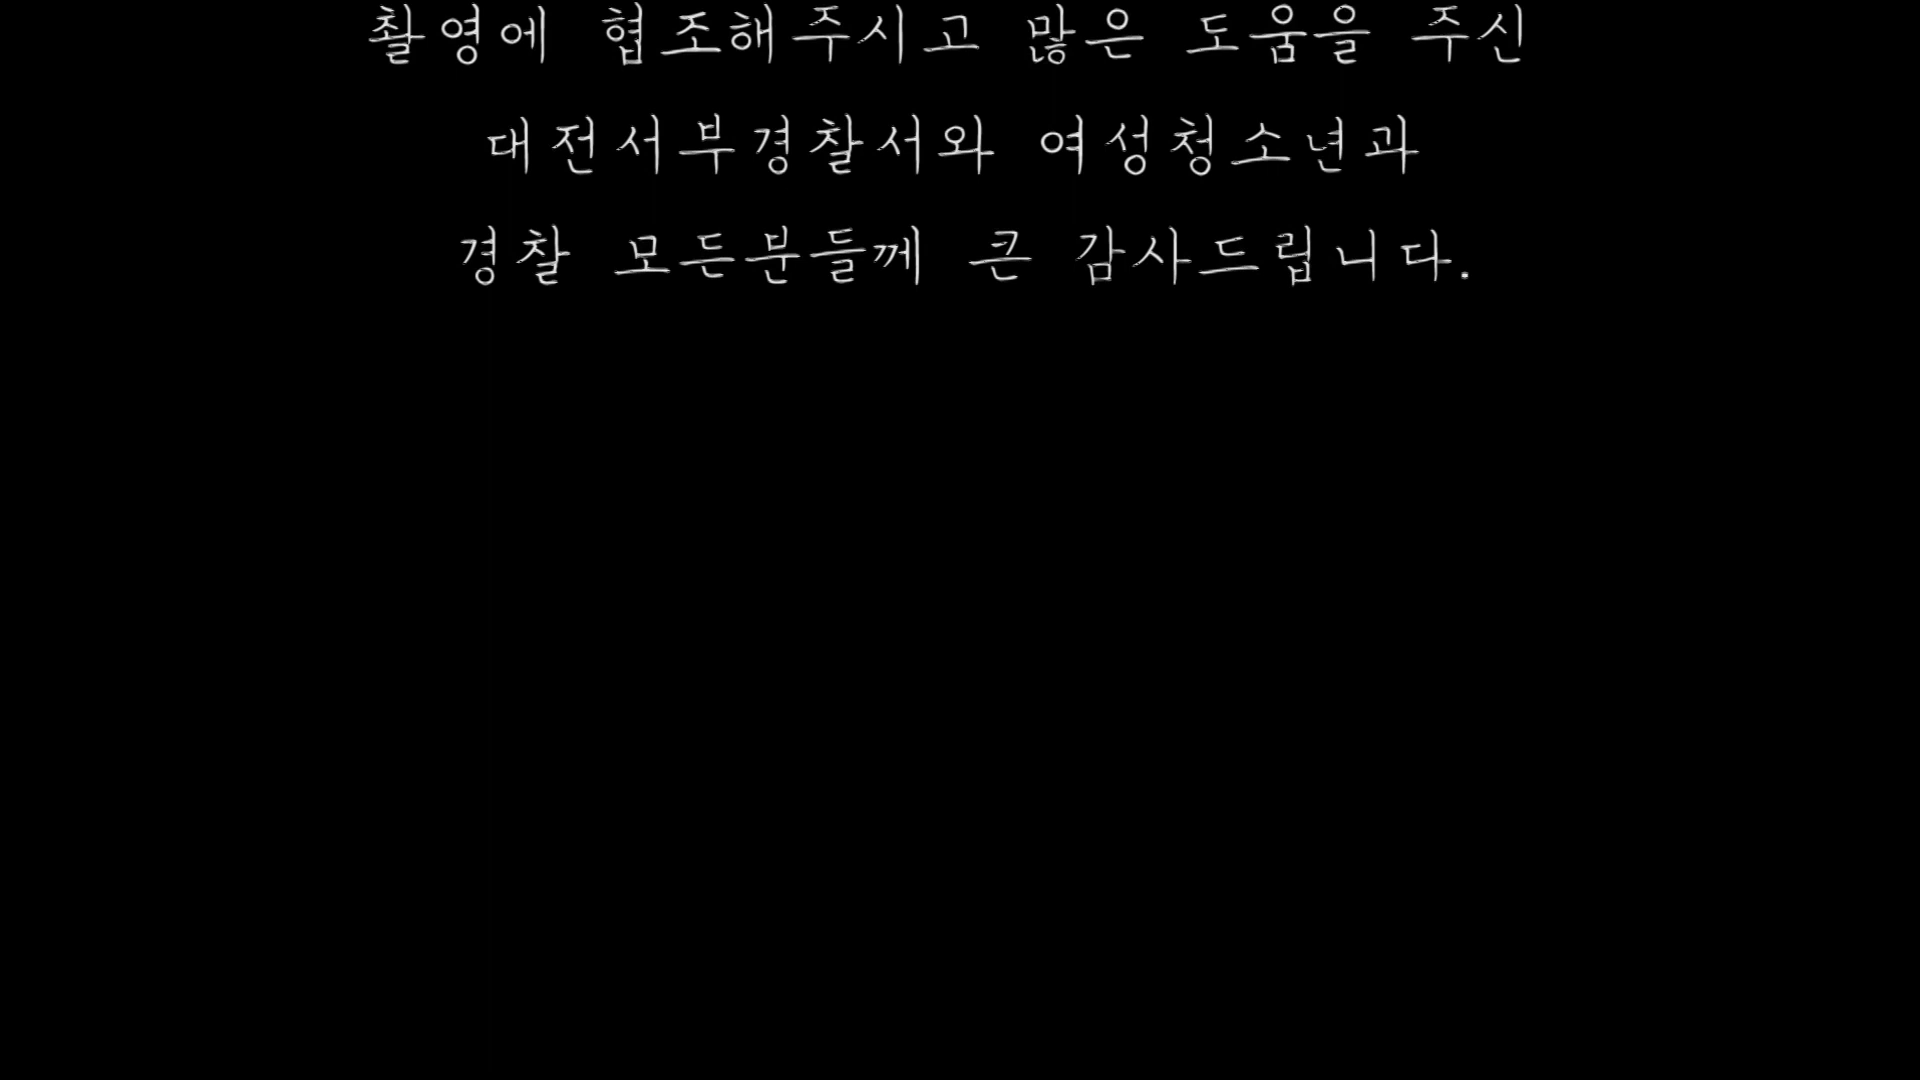 촬영에 협조해주시고 많은 도움을 주신
대전서부경찰서와 여성청소년과
경찰 모든분들께 큰 감사드립니다.